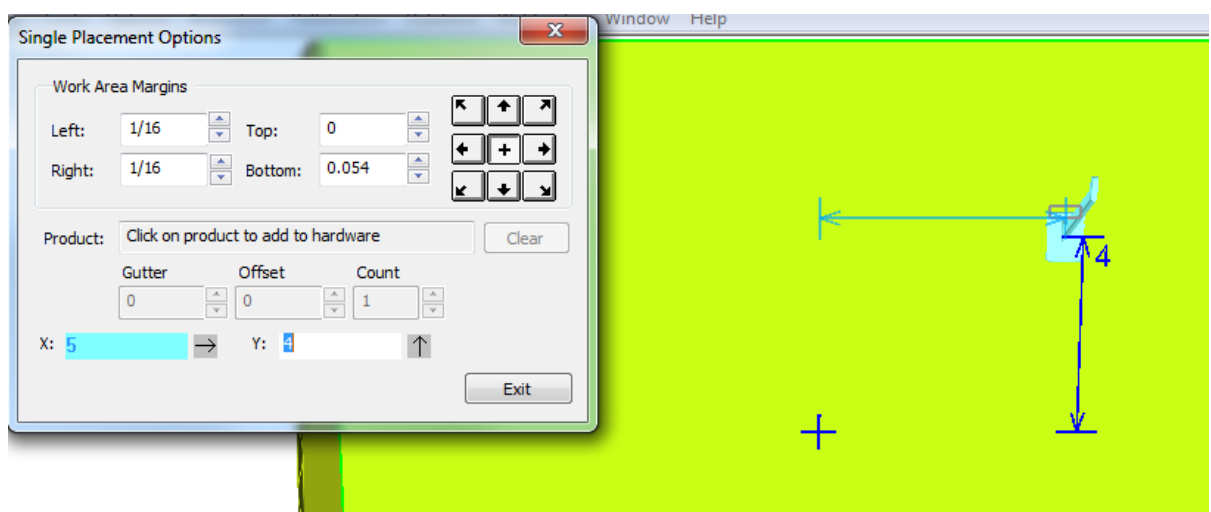 Window Help
Single Placement Options
Work Area Margins
Left: 1/16 Top: 0
Right: 1/16 Bottom: 0.054
Product: Click on product to add to hardware Clear
Gutter Offset Count
0 0 1
X: 5 Y: 4
Exit
4